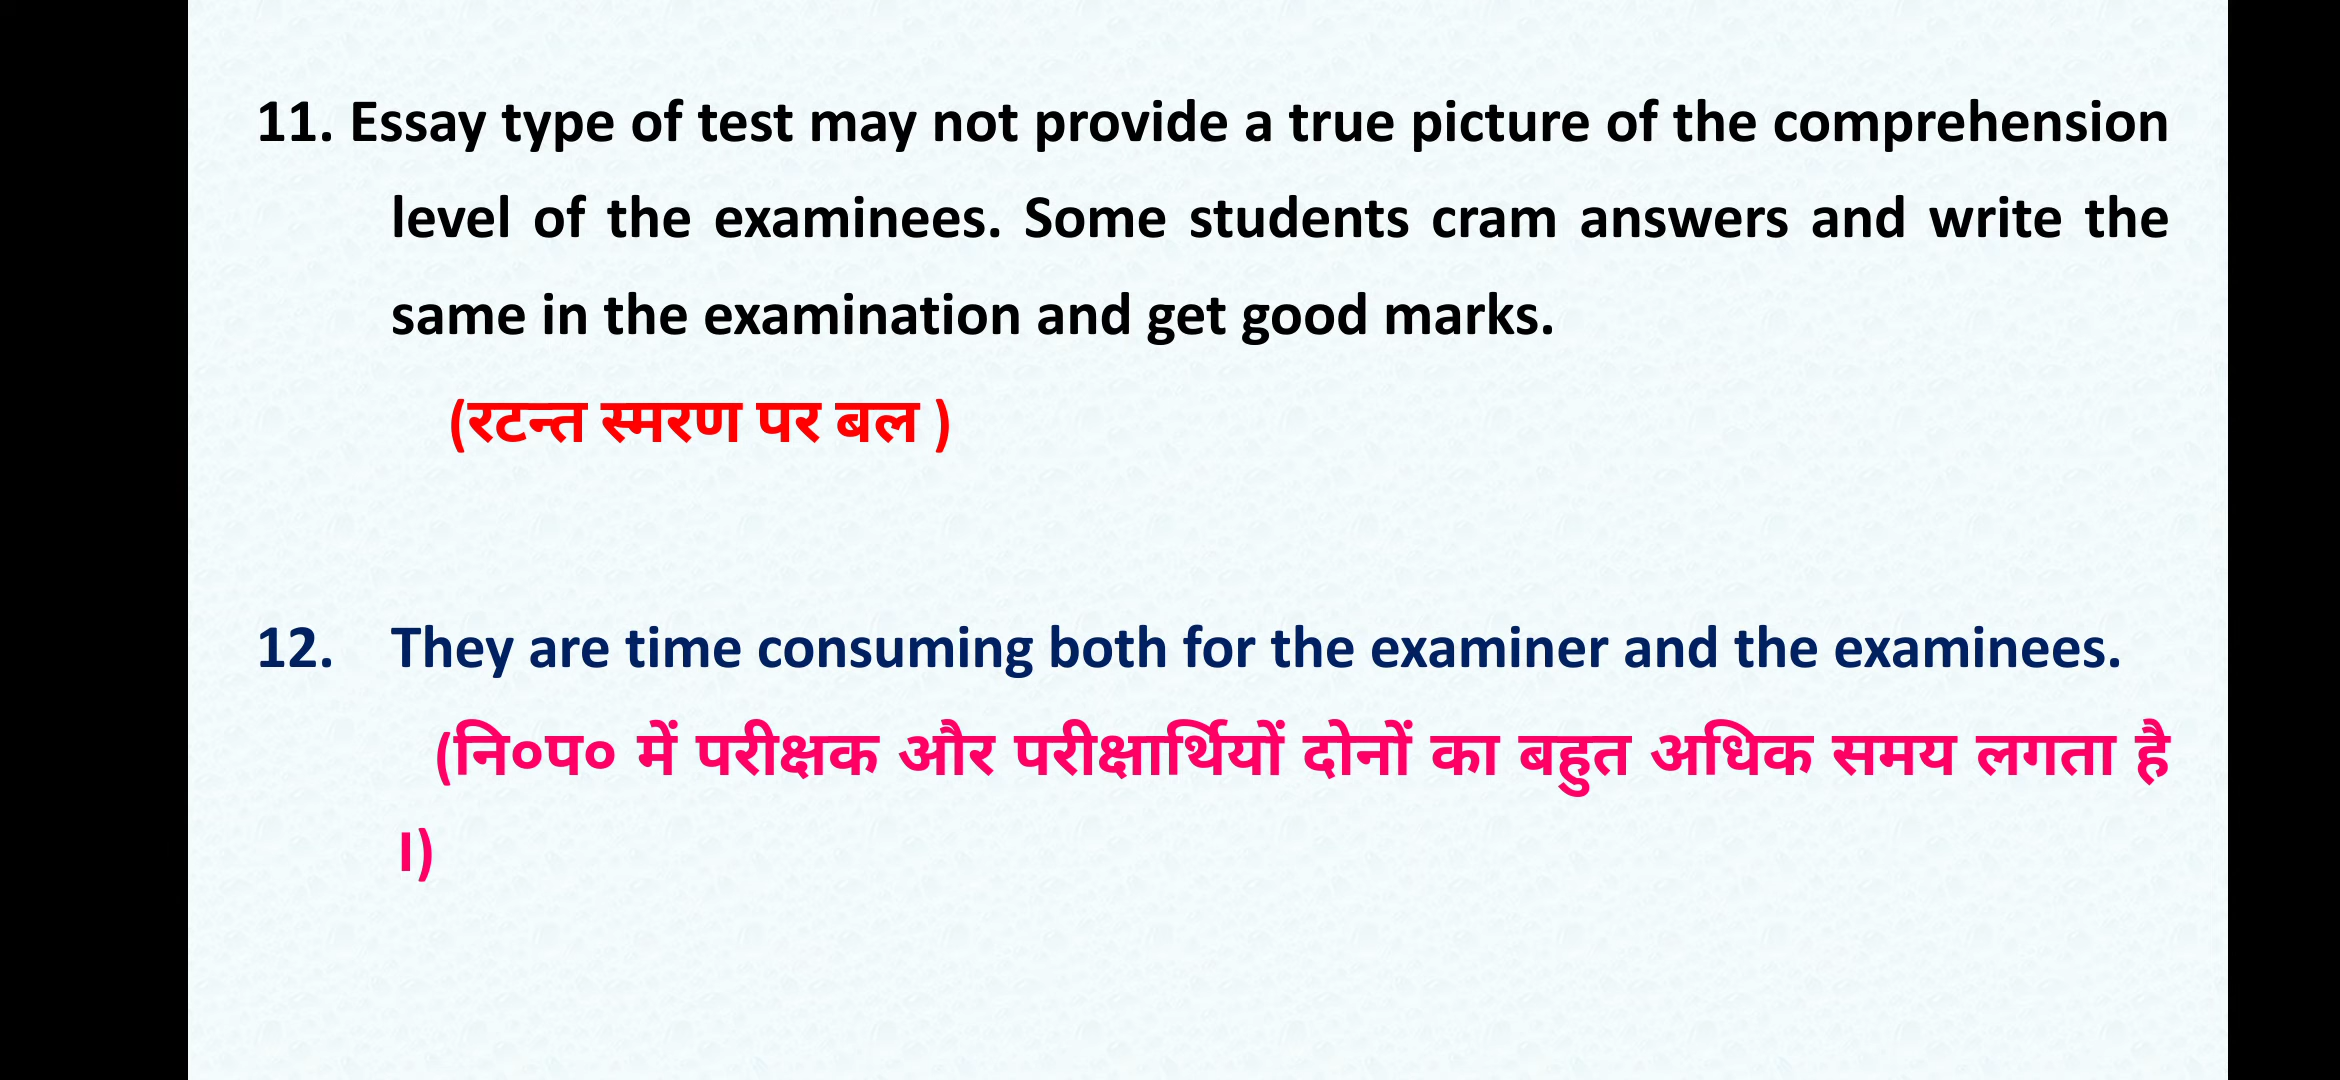 11. Essay type of test may not provide a true picture of the comprehension
level of the examinees. Some students cram answers and write the
same in the examination and get good marks.
(रटन्त स्मरण पर बल )
12. They are time consuming both for the examiner and the examinees.
(नि०प० में परीक्षक और परीक्षार्थियों दोनों का बहुत अधिक समय लगता है
I)